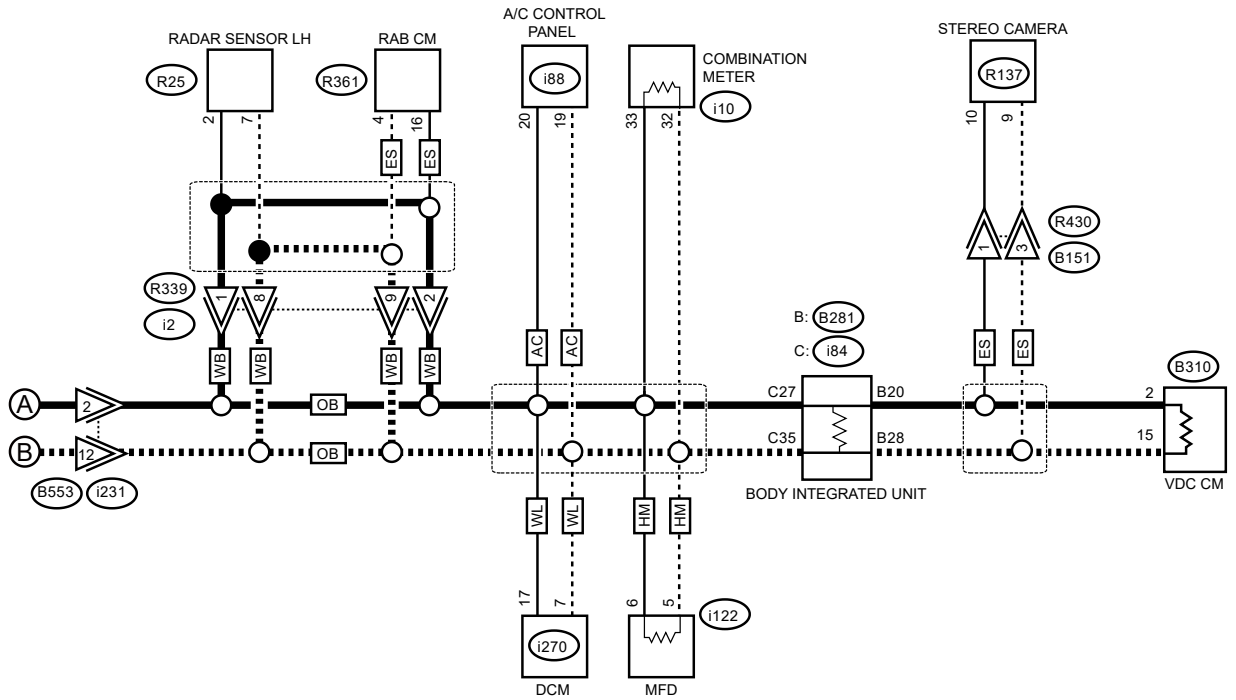 A/C CONTROL
PANEL
RADAR SENSOR LH
RAB CM
STEREO CAMERA
COMBINATION
METER
R25
R361
i88
R137
i10
2
7
4
16
20
19
33
32
10
9
ES
ES
R430
B151
1
3
R339
i2
1
8
9
2
B: B281
C: i84
WB
WB
WB
WB
AC
AC
ES
ES
B310
A
2
OB
C27
B20
2
B
12
OB
C35
B28
15
B553
i231
BODY INTEGRATED UNIT
VDC CM
WL
WL
HM
HM
17
7
6
5
i122
i270
DCM
MFD